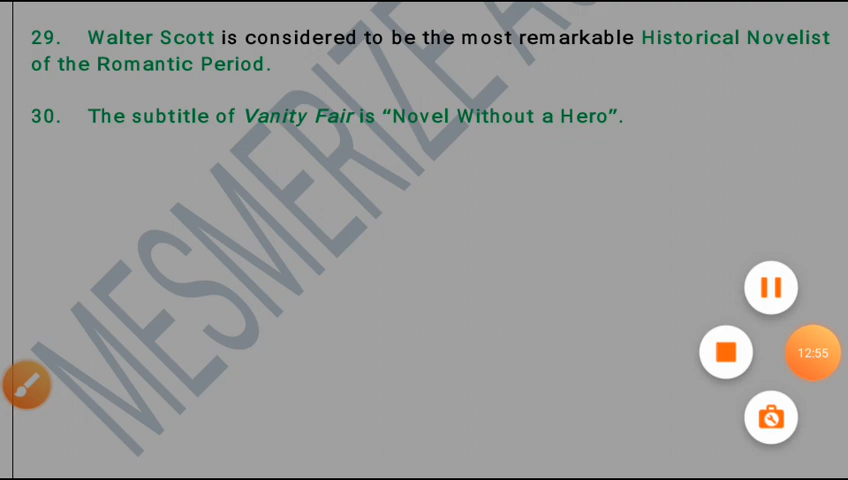 29. Walter Scott is considered to be the most remarkable Historical Novelist
of the Romantic Period.
30. The subtitle of Vanity Fair is “Novel Without a Hero”.
MESMERIZE
12:55